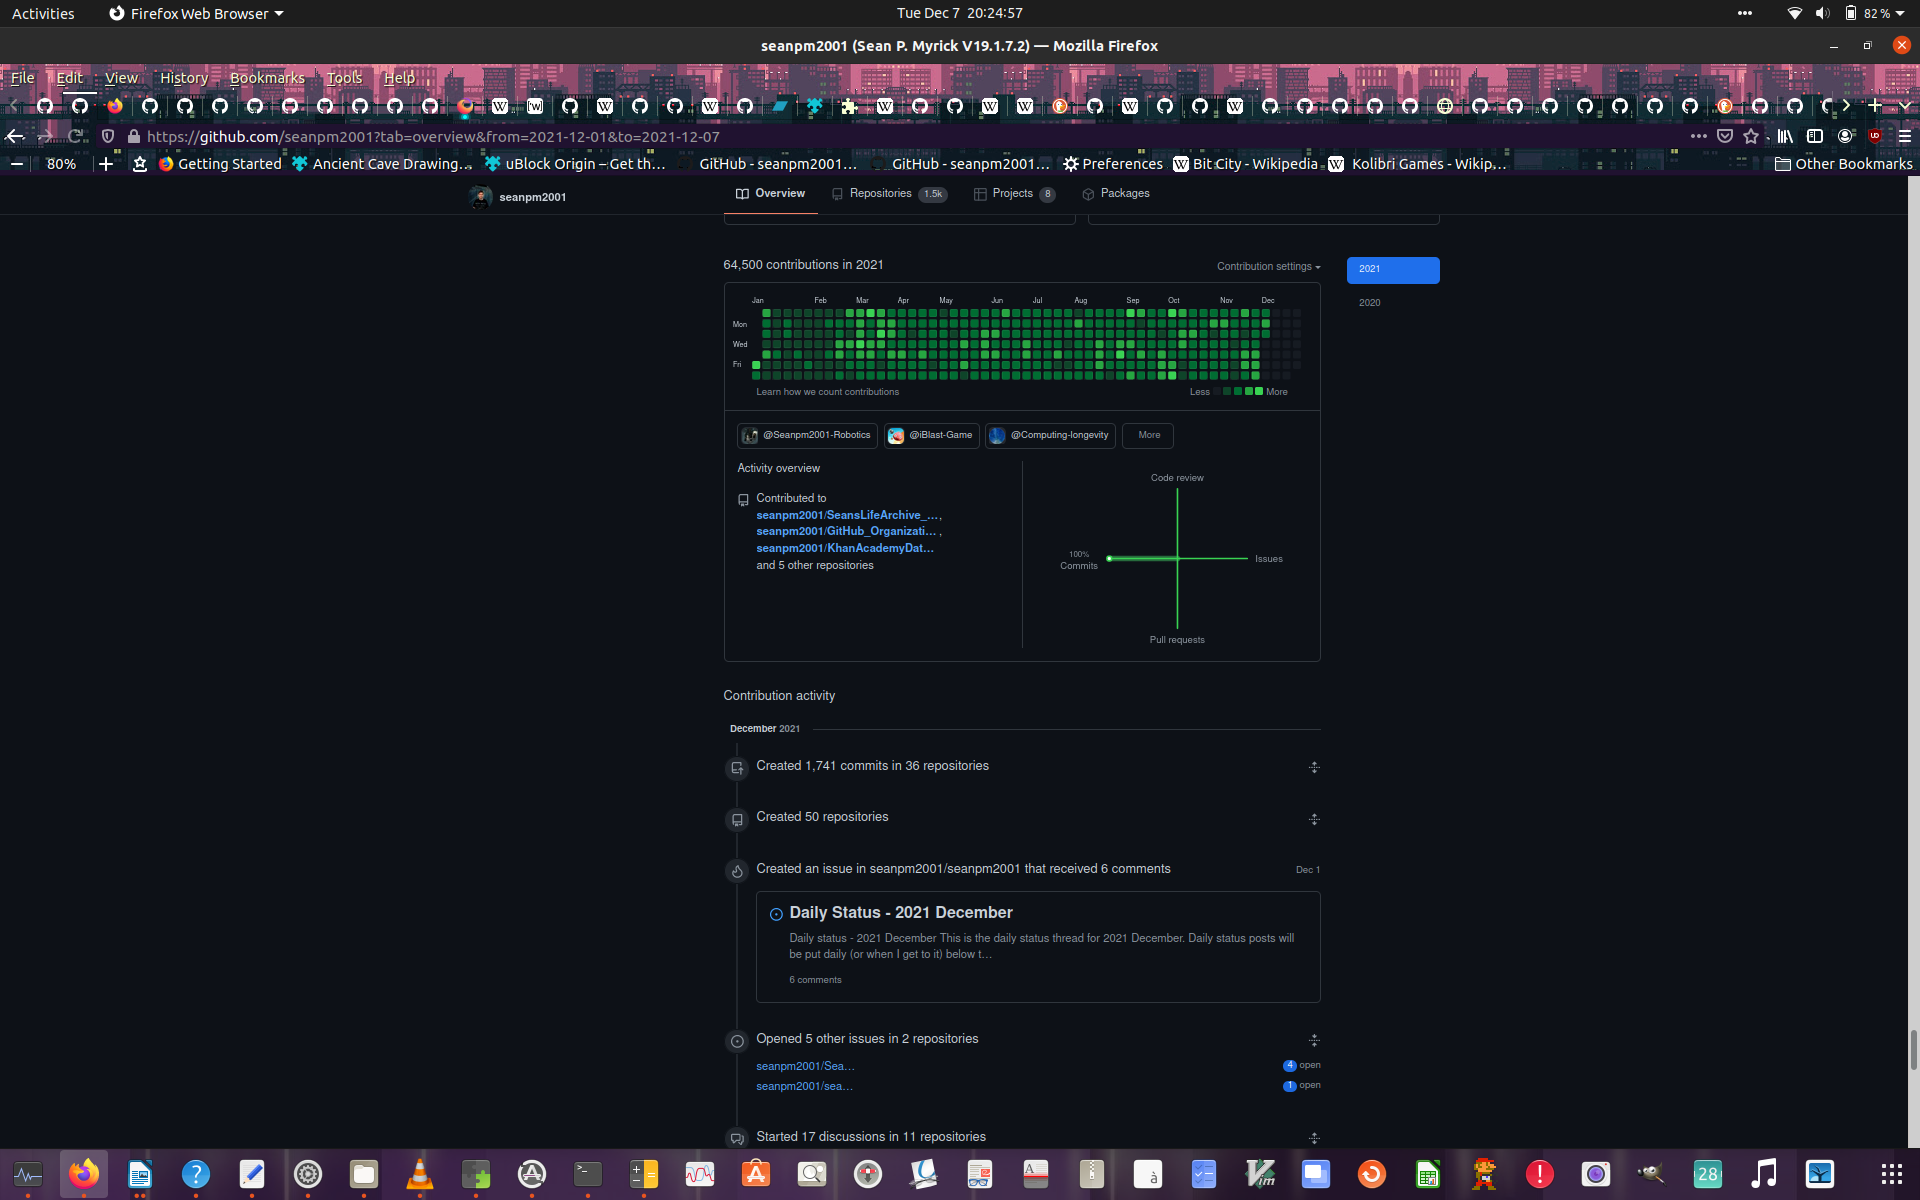 Activities
Firefox Web Browser
Tue Dec 7 20:24:57
82 %
seanpm2001 (Sean P. Myrick V19.1.7.2) — Mozilla Firefox
File Edit View History Bookmarks Tools Help
https://github.com/seanpm2001?tab=overview&from=2021-12-01&to=2021-12-07
80%
Getting Started
Ancient Cave Drawing…
uBlock Origin – Get th…
GitHub - seanpm2001…
GitHub - seanpm2001…
Preferences
Bit City - Wikipedia
Kolibri Games - Wikip…
Other Bookmarks
seanpm2001
Overview
Repositories 1.5k
Projects 8
Packages
64,500 contributions in 2021
Contribution settings
2021
2020
Jan Feb Mar Apr May Jun Jul Aug Sep Oct Nov Dec
Mon
Wed
Fri
Learn how we count contributions
Less More
@Seanpm2001-Robotics
@iBlast-Game
@Computing-longevity
More
Activity overview
Contributed to
seanpm2001/SeansLifeArchive_…,
seanpm2001/GitHub_Organizati…,
seanpm2001/KhanAcademyDat…
and 5 other repositories
Code review
100%
Commits
Issues
Pull requests
Contribution activity
December 2021
Created 1,741 commits in 36 repositories
Created 50 repositories
Created an issue in seanpm2001/seanpm2001 that received 6 comments
Dec 1
Daily Status - 2021 December
Daily status - 2021 December This is the daily status thread for 2021 December. Daily status posts will
be put daily (or when I get to it) below t…
6 comments
Opened 5 other issues in 2 repositories
seanpm2001/Sea…
4 open
seanpm2001/sea…
1 open
Started 17 discussions in 11 repositories
28